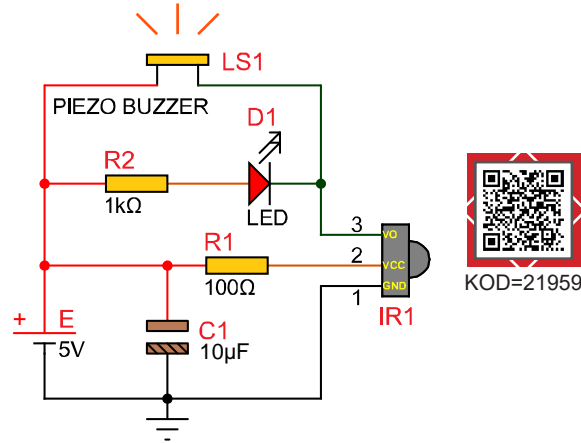 LS1
PIEZO BUZZER
D1
R2
1kΩ
LED
3
VO
R1
2
VCC
100Ω
1
GND
KOD=21959
IR1
+ E
5V
C1
10µF